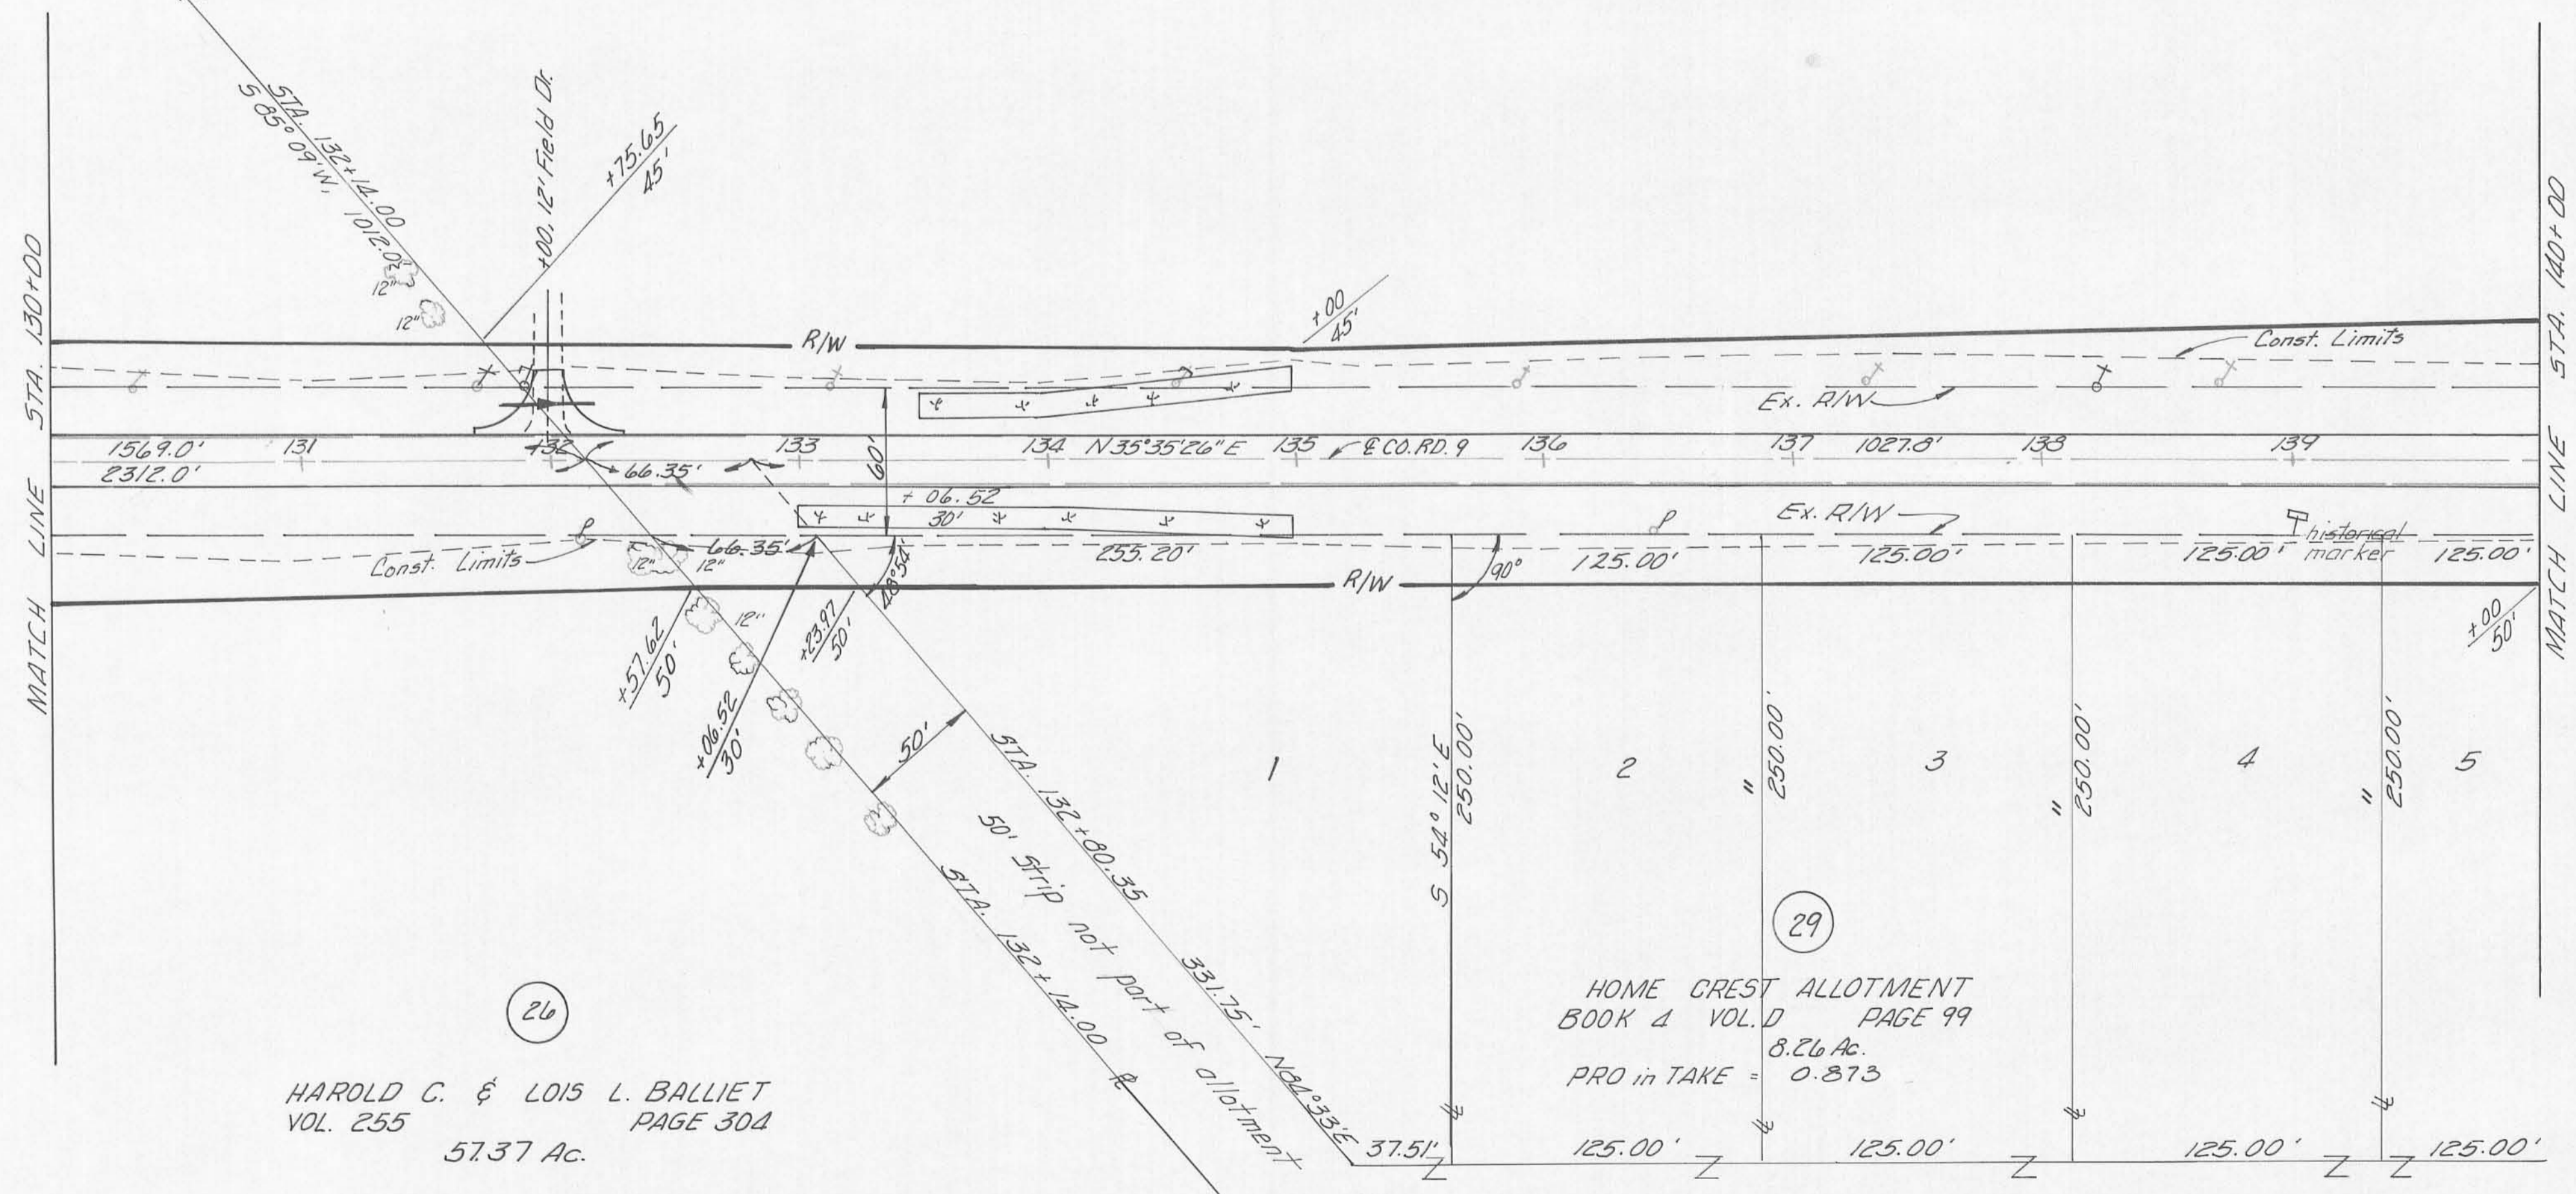 MATCH LINE STA. 130+00
STA. 132+14.00
S 85° 09'W, 1012.0'
12"
12"
+00, 12' Field Dr.
+75.65
45'
R/W
+00
45'
Const. Limits
Ex. R/W
1569.0'
2312.0'
131
132
133
134
N 35°35'26" E
135
℄ CO. RD. 9
136
137
1027.8'
138
139
66.35'
60'
+ 06.52
30'
Ex. R/W
historical
marker
Const. Limits
12"
12"
66.35'
255.20'
48°54'
90°
125.00'
125.00'
125.00'
125.00'
R/W
+57.62
50'
12"
+23.97
50'
+06.52
30'
+00
50'
50'
STA. 132+80.35 331.75' N84°33'E
50' strip not part of allotment
STA. 132+14.00 ℄
1
S 54° 12' E
250.00'
2
" 250.00'
3
" 250.00'
4
" 250.00'
5
26
HAROLD C. & LOIS L. BALLIET
VOL. 255 PAGE 304
57.37 Ac.
29
HOME CREST ALLOTMENT
BOOK 4 VOL. D PAGE 99
8.26 Ac.
PRO in TAKE = 0.873
37.51'
125.00'
125.00'
125.00'
125.00'
MATCH LINE STA. 140+00